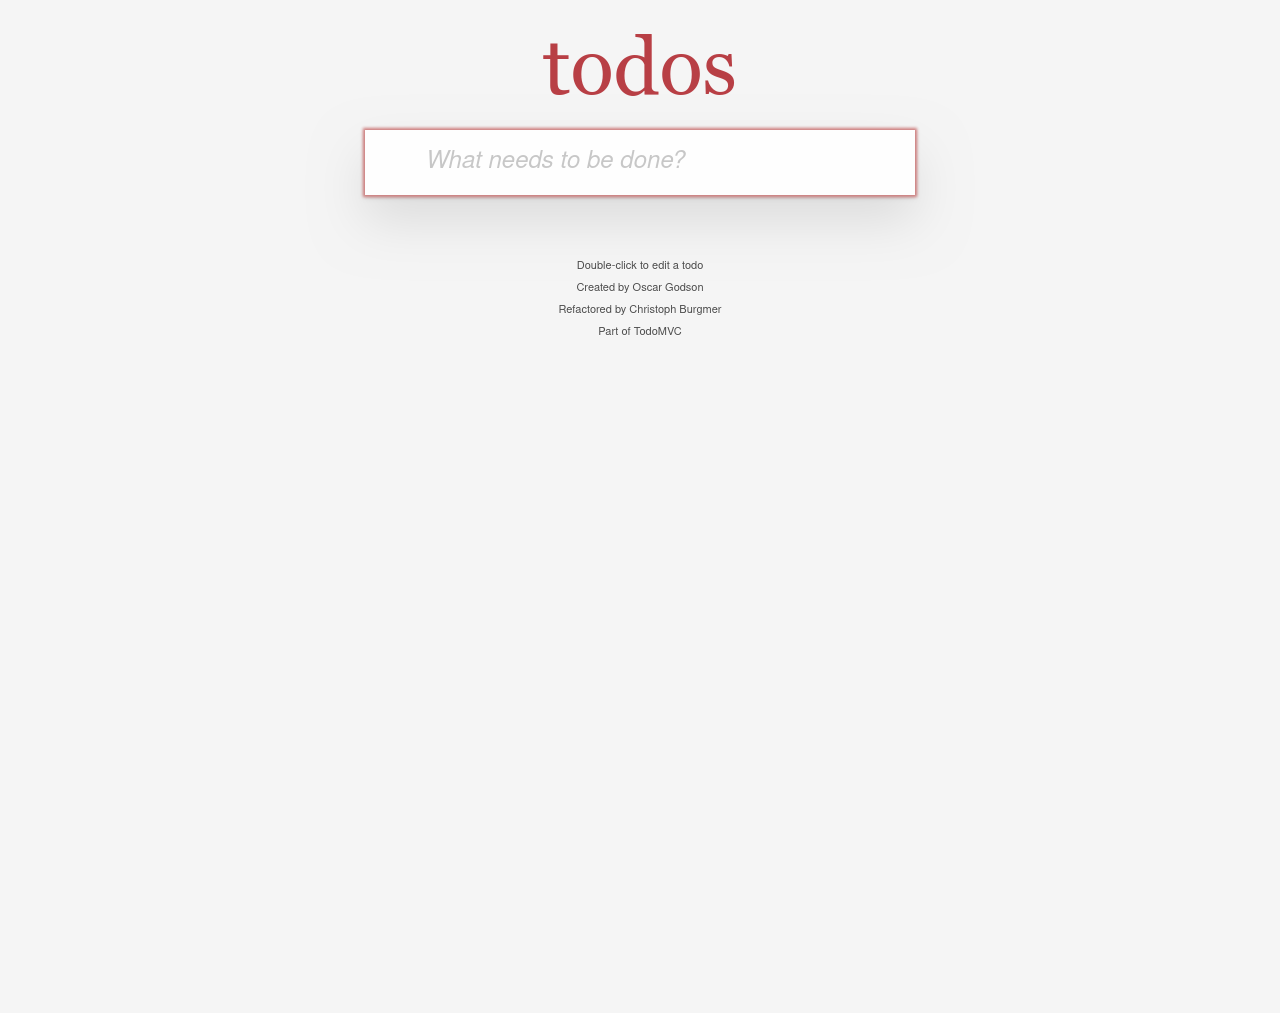 todos
What needs to be done?
Double-click to edit a todo
Created by Oscar Godson
Refactored by Christoph Burgmer
Part of TodoMVC